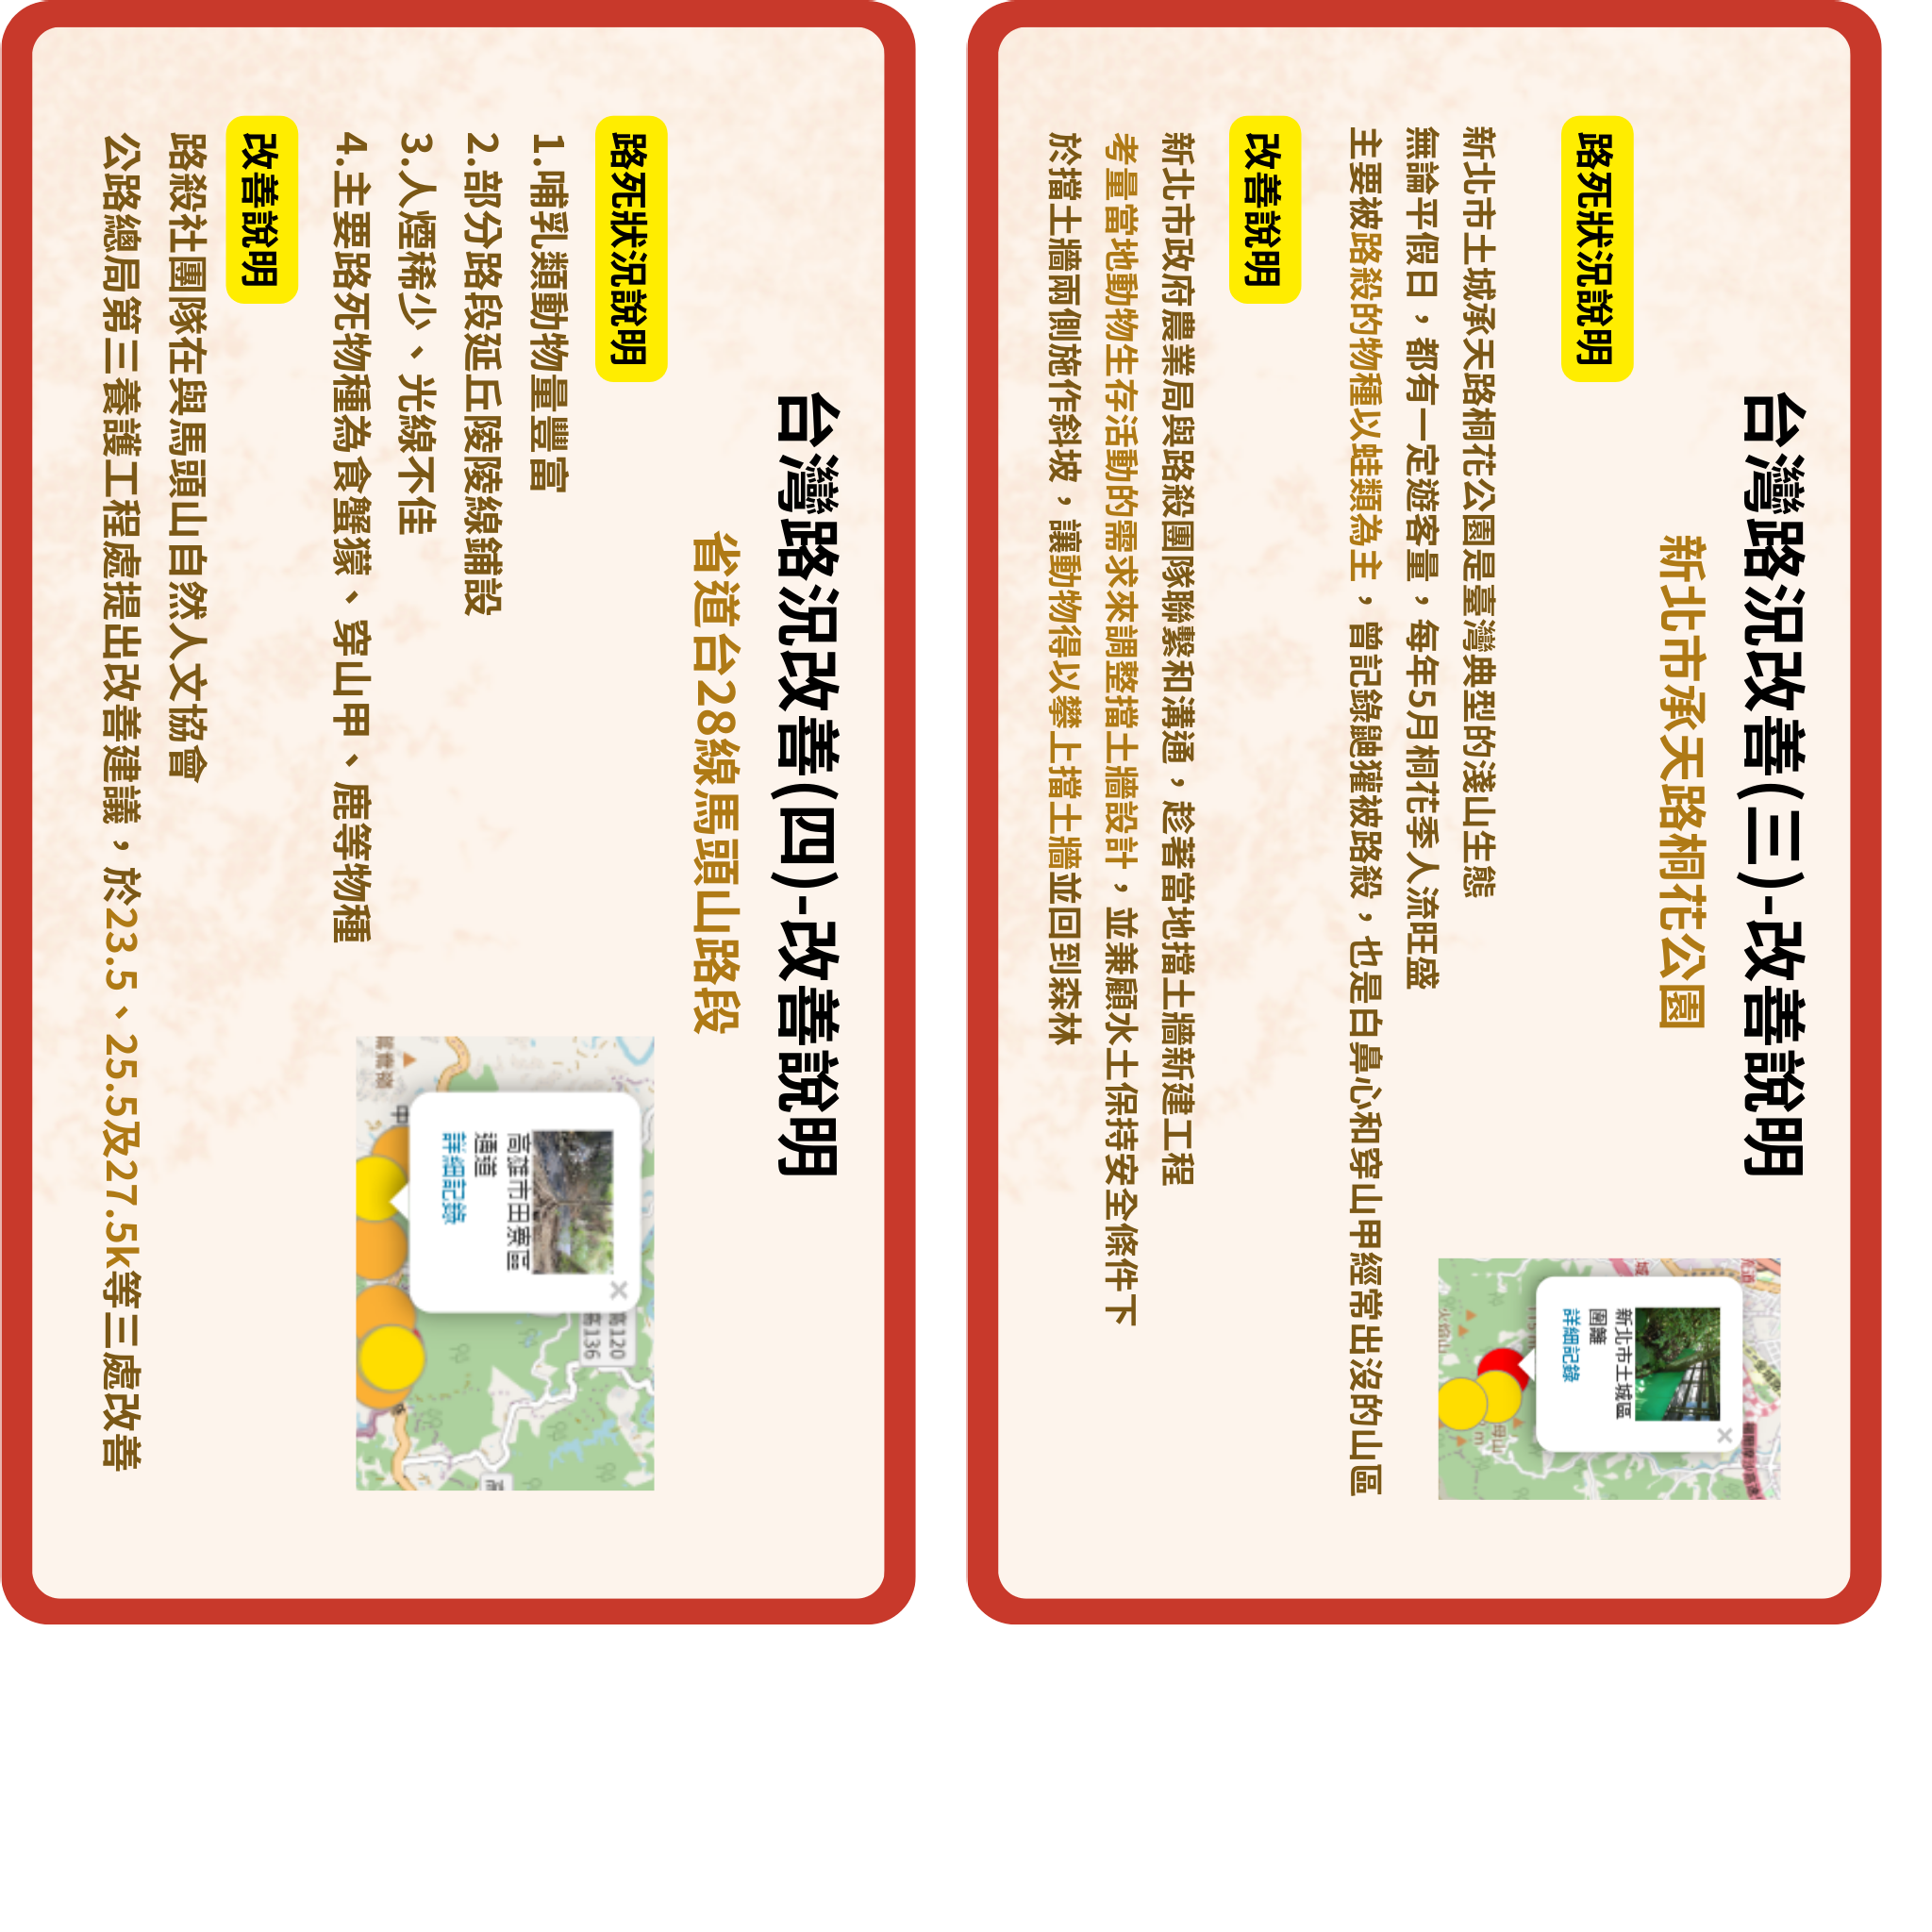 台灣路況改善(三)-改善說明
新北市承天路桐花公園
路死狀況說明
新北市土城承天路桐花公園是臺灣典型的淺山生態
無論平假日，都有一定遊客量，每年5月桐花季人流旺盛
主要被路殺的物種以蛙類為主，曾記錄鼬獾被路殺，也是白鼻心和穿山甲經常出沒的山區
改善說明
新北市政府農業局與路殺團隊聯繫和溝通，趁著當地擋土牆新建工程
考量當地動物生存活動的需求來調整擋土牆設計，並兼顧水土保持安全條件下
於擋土牆兩側施作斜坡，讓動物得以攀上擋土牆並回到森林
×
新北市土城區
圍籬
詳細記錄
母山
台灣路況改善(四)-改善說明
省道台28線馬頭山路段
路死狀況說明
1.哺乳類動物量豐富
2.部分路段延丘陵陵線鋪設
3.人煙稀少、光線不佳
4.主要路死物種為食蟹獴、穿山甲、鹿等物種
改善說明
路殺社團隊在與馬頭山自然人文協會
公路總局第三養護工程處提出改善建議，於23.5、25.5及27.5k等三處改善
×
高雄市田寮區
通道
詳細記錄
高120
高136
中
高